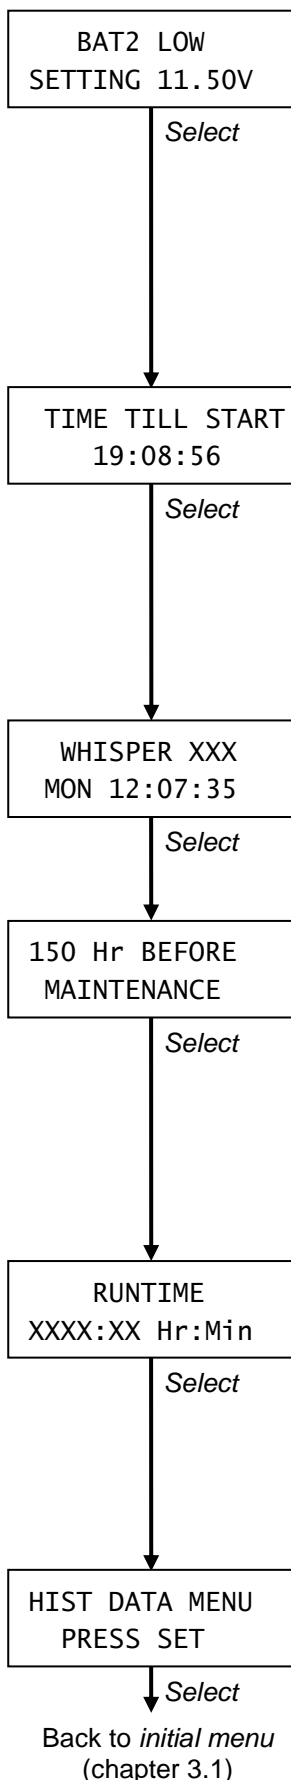 BAT2 LOW
SETTING 11.50V
Select
TIME TILL START
19:08:56
Select
WHISPER XXX
MON 12:07:35
Select
150 Hr BEFORE
MAINTENANCE
Select
RUNTIME
XXXX:XX Hr:Min
Select
HIST DATA MENU
PRESS SET
Select
Back to initial menu
(chapter 3.1)